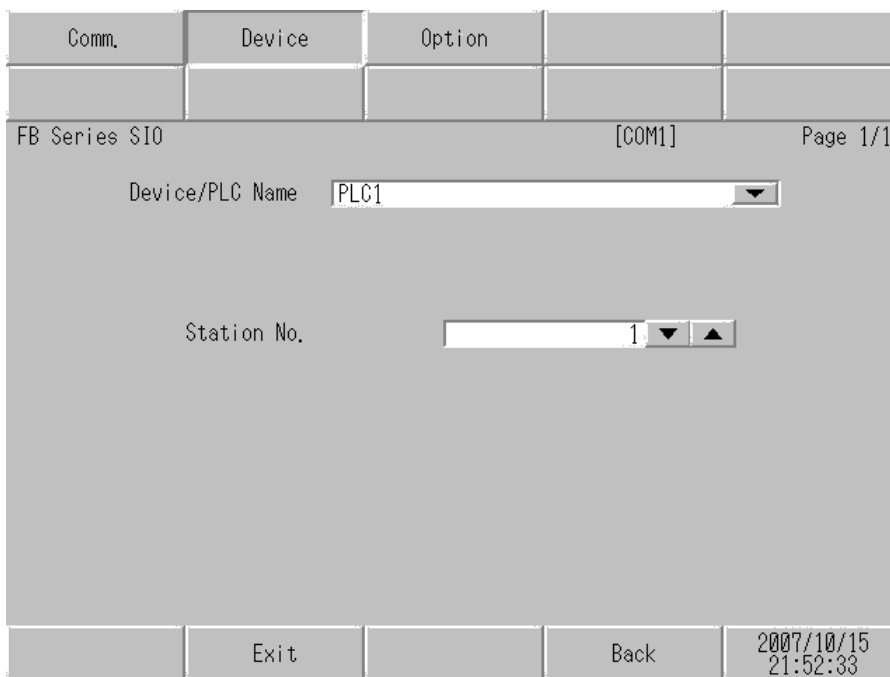 Comm. Device Option
FB Series SIO [COM1] Page 1/1
Device/PLC Name PLC1
Station No. 1
Exit Back 2007/10/15
21:52:33